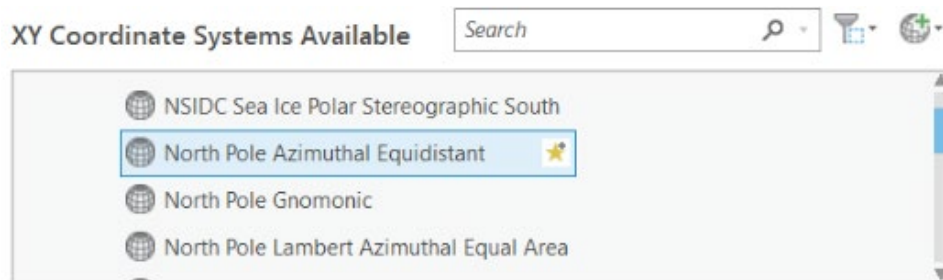 XY Coordinate Systems Available
Search
NSIDC Sea Ice Polar Stereographic South
North Pole Azimuthal Equidistant
North Pole Gnomonic
North Pole Lambert Azimuthal Equal Area